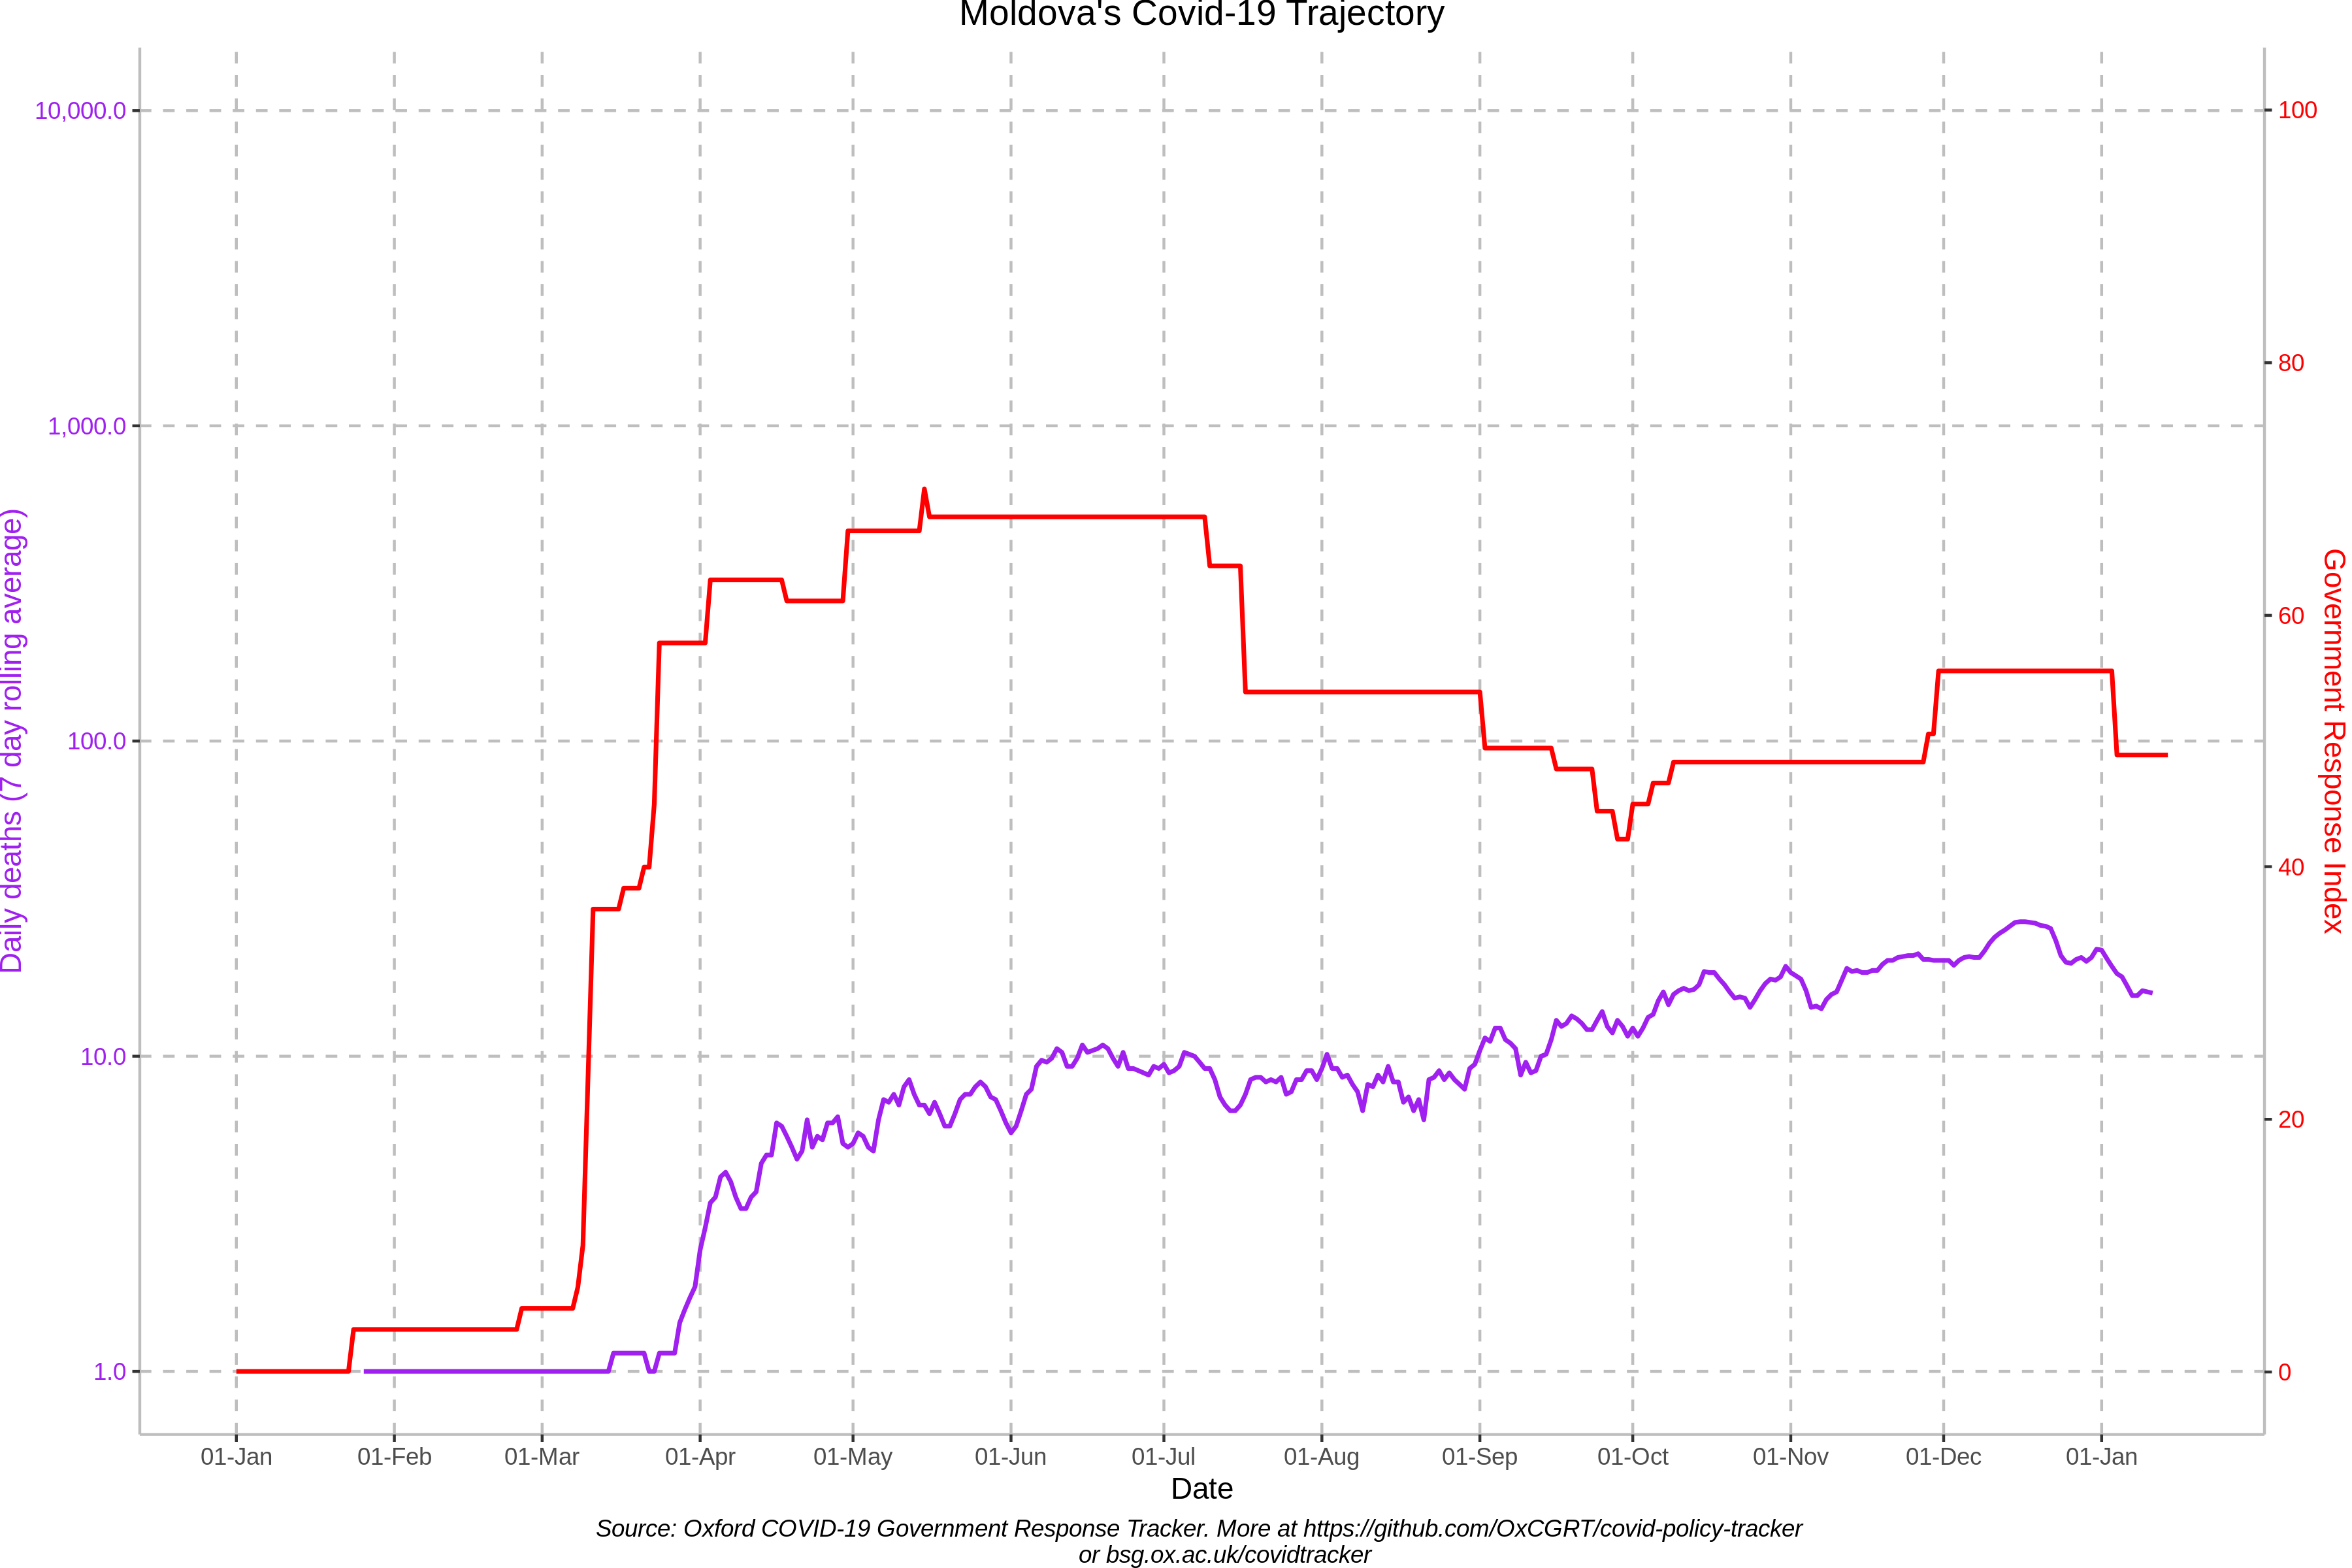 Moldova's Covid-19 Trajectory
10,000.0
1,000.0
100.0
10.0
1.0
Daily deaths (7 day rolling average)
100
80
60
40
20
0
Government Response Index
01-Jan 01-Feb 01-Mar 01-Apr 01-May 01-Jun 01-Jul 01-Aug 01-Sep 01-Oct 01-Nov 01-Dec 01-Jan
Date
Source: Oxford COVID-19 Government Response Tracker. More at https://github.com/OxCGRT/covid-policy-tracker
or bsg.ox.ac.uk/covidtracker